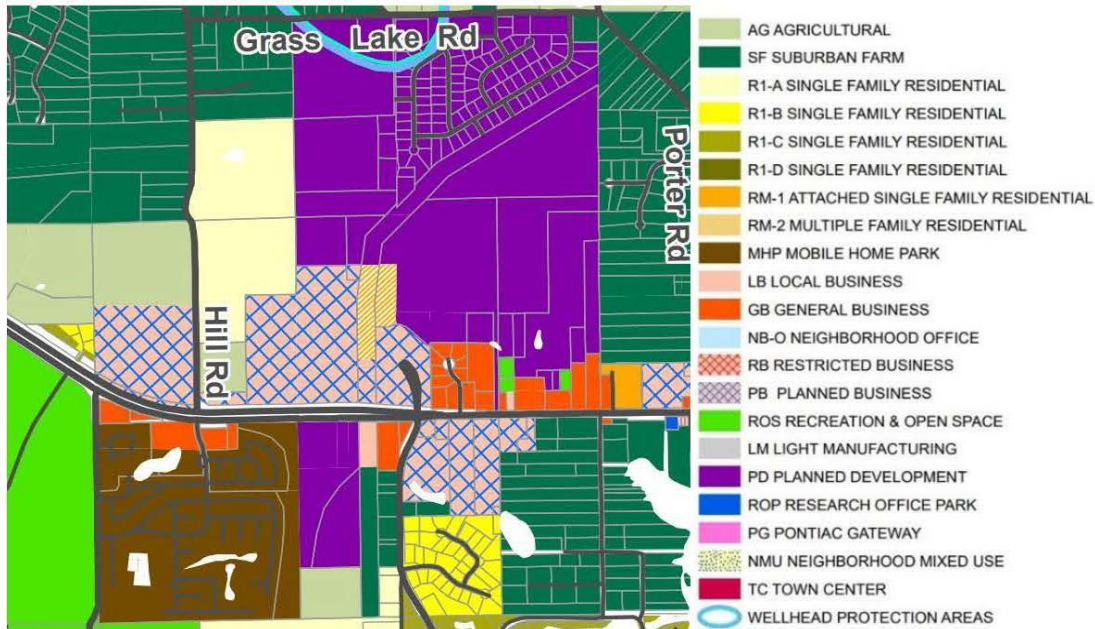 Grass Lake Rd
Porter Rd
Hill Rd
AG AGRICULTURAL
SF SUBURBAN FARM
R1-A SINGLE FAMILY RESIDENTIAL
R1-B SINGLE FAMILY RESIDENTIAL
R1-C SINGLE FAMILY RESIDENTIAL
R1-D SINGLE FAMILY RESIDENTIAL
RM-1 ATTACHED SINGLE FAMILY RESIDENTIAL
RM-2 MULTIPLE FAMILY RESIDENTIAL
MHP MOBILE HOME PARK
LB LOCAL BUSINESS
GB GENERAL BUSINESS
NB-O NEIGHBORHOOD OFFICE
RB RESTRICTED BUSINESS
PB PLANNED BUSINESS
ROS RECREATION & OPEN SPACE
LM LIGHT MANUFACTURING
PD PLANNED DEVELOPMENT
ROP RESEARCH OFFICE PARK
PG PONTIAC GATEWAY
NMU NEIGHBORHOOD MIXED USE
TC TOWN CENTER
WELLHEAD PROTECTION AREAS